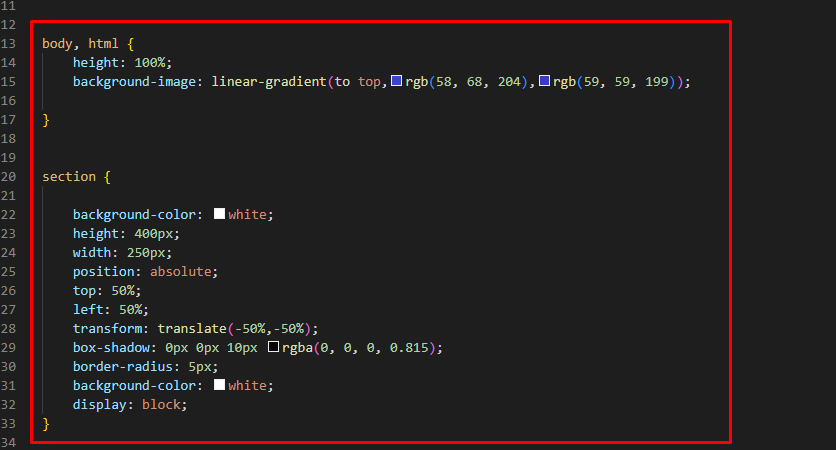 11
12
13 body, html {
14 height: 100%;
15 background-image: linear-gradient(to top,rgb(58, 68, 204),rgb(59, 59, 199));
16
17 }
18
19
20 section {
21
22 background-color: white;
23 height: 400px;
24 width: 250px;
25 position: absolute;
26 top: 50%;
27 left: 50%;
28 transform: translate(-50%,-50%);
29 box-shadow: 0px 0px 10px rgba(0, 0, 0, 0.815);
30 border-radius: 5px;
31 background-color: white;
32 display: block;
33 }
34